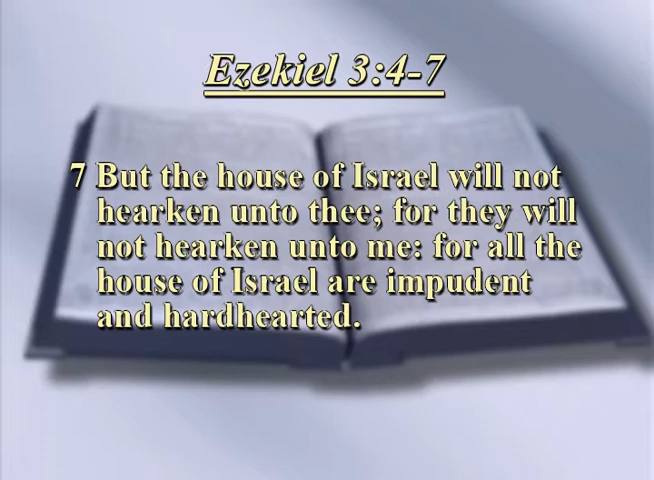 Ezekiel 3:4-7
7 But the house of Israel will not
hearken unto thee; for they will
not hearken unto me: for all the
house of Israel are impudent
and hardhearted.